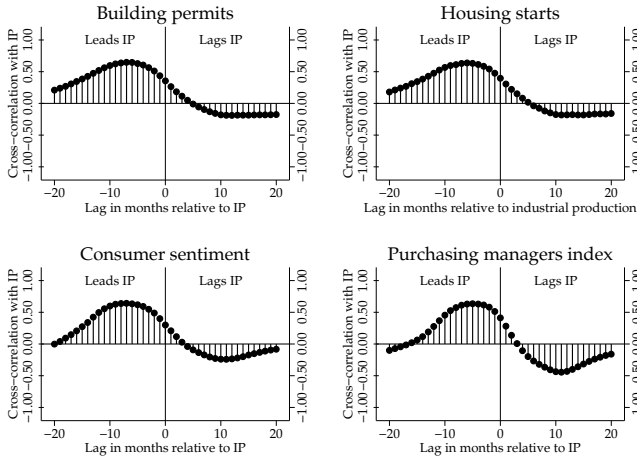 Building permits
Leads IP
Lags IP
Cross-correlation with IP
−1.00−0.50 0.00 0.50 1.00
−1.00−0.50 0.00 0.50 1.00
−20 −10 0 10 20
Lag in months relative to IP
Housing starts
Leads IP
Lags IP
Cross-correlation with IP
−1.00−0.50 0.00 0.50 1.00
−1.00−0.50 0.00 0.50 1.00
−20 −10 0 10 20
Lag in months relative to industrial production
Consumer sentiment
Leads IP
Lags IP
Cross-correlation with IP
−1.00−0.50 0.00 0.50 1.00
−1.00−0.50 0.00 0.50 1.00
−20 −10 0 10 20
Lag in months relative to IP
Purchasing managers index
Leads IP
Lags IP
Cross-correlation with IP
−1.00−0.50 0.00 0.50 1.00
−1.00−0.50 0.00 0.50 1.00
−20 −10 0 10 20
Lag in months relative to IP